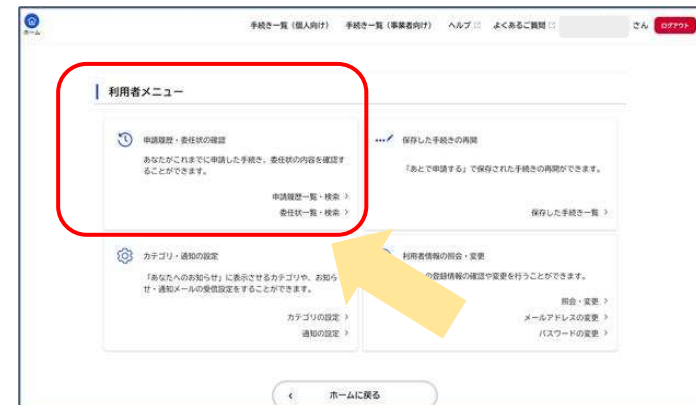 ホーム
手続き一覧（個人向け） 手続き一覧（事業者向け） ヘルプ よくあるご質問 さん ログアウト
利用者メニュー
申請履歴・委任状の確認
あなたがこれまでに申請した手続き、委任状の内容を確認す
ることができます。
申請履歴一覧・検索
委任状一覧・検索
保存した手続きの再開
「あとで申請する」で保存された手続きの再開ができます。
保存した手続き一覧
カテゴリ・通知の設定
「あなたへのお知らせ」に表示させるカテゴリや、お知ら
せ・通知メールの受信設定をすることができます。
カテゴリの設定
通知の設定
利用者情報の照会・変更
の登録情報の確認や変更を行うことができます。
照会・変更
メールアドレスの変更
パスワードの変更
ホームに戻る